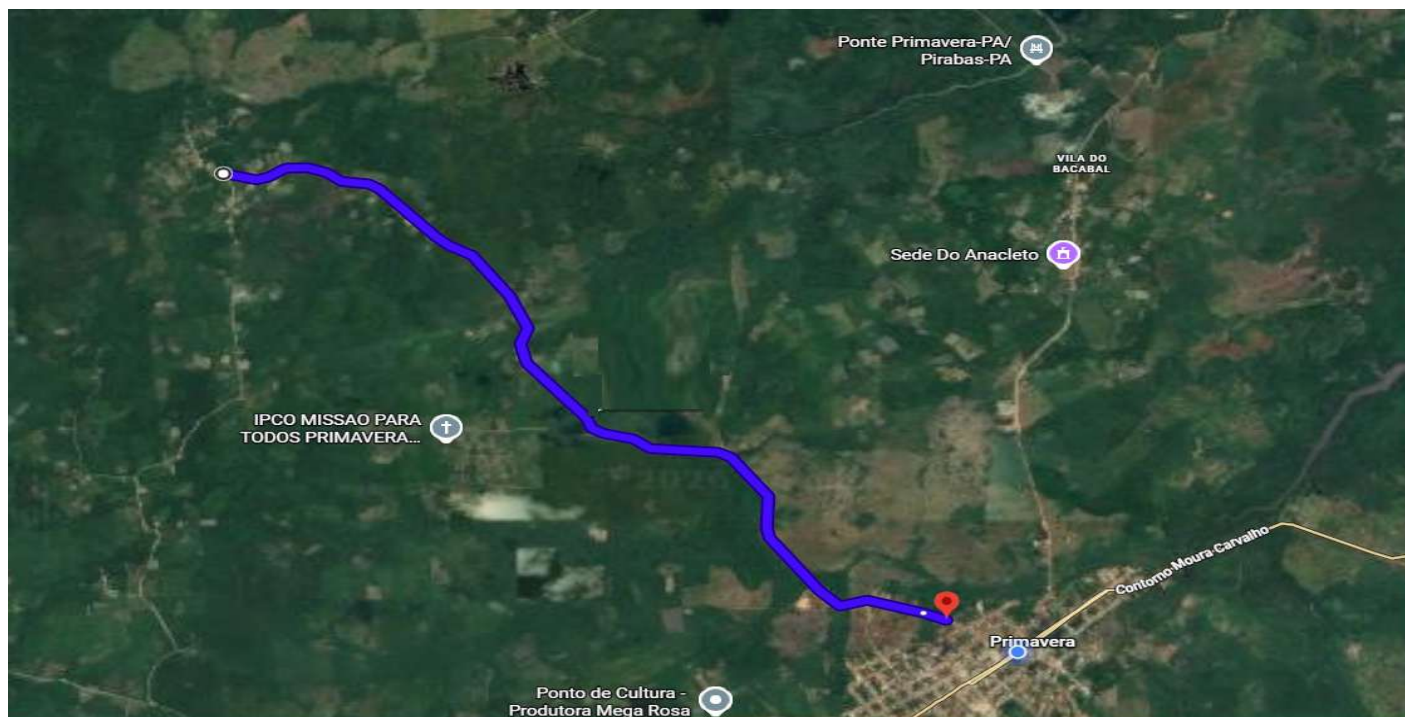 Ponte Primavera-PA/
Pirabas-PA
VILA DO
BACABAL
Sede Do Anacleto
IPCO MISSAO PARA
TODOS PRIMAVERA...
Contorno Moura Carvalho
Primavera
Ponto de Cultura -
Produtora Mega Rosa